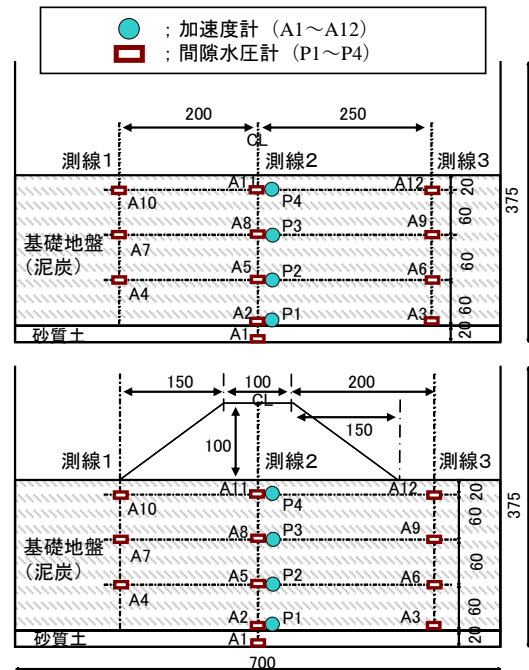 ；加速度計（A1～A12）
；間隙水圧計（P1～P4）
200 250
CL
測線1 測線2 測線3
A11 A12 20
A10 P4
375
60
A8 P3 A9
基礎地盤
（泥炭）
A7
60
A5 P2 A6
A4
60
A2 P1 A3
砂質土 A1 20
150 100 200
CL
150
100
測線1 測線2 測線3
A11 A12 20
A10 P4
375
60
A8 P3 A9
基礎地盤
（泥炭）
A7
60
A5 P2 A6
A4
60
A2 P1 A3
砂質土 A1 20
700